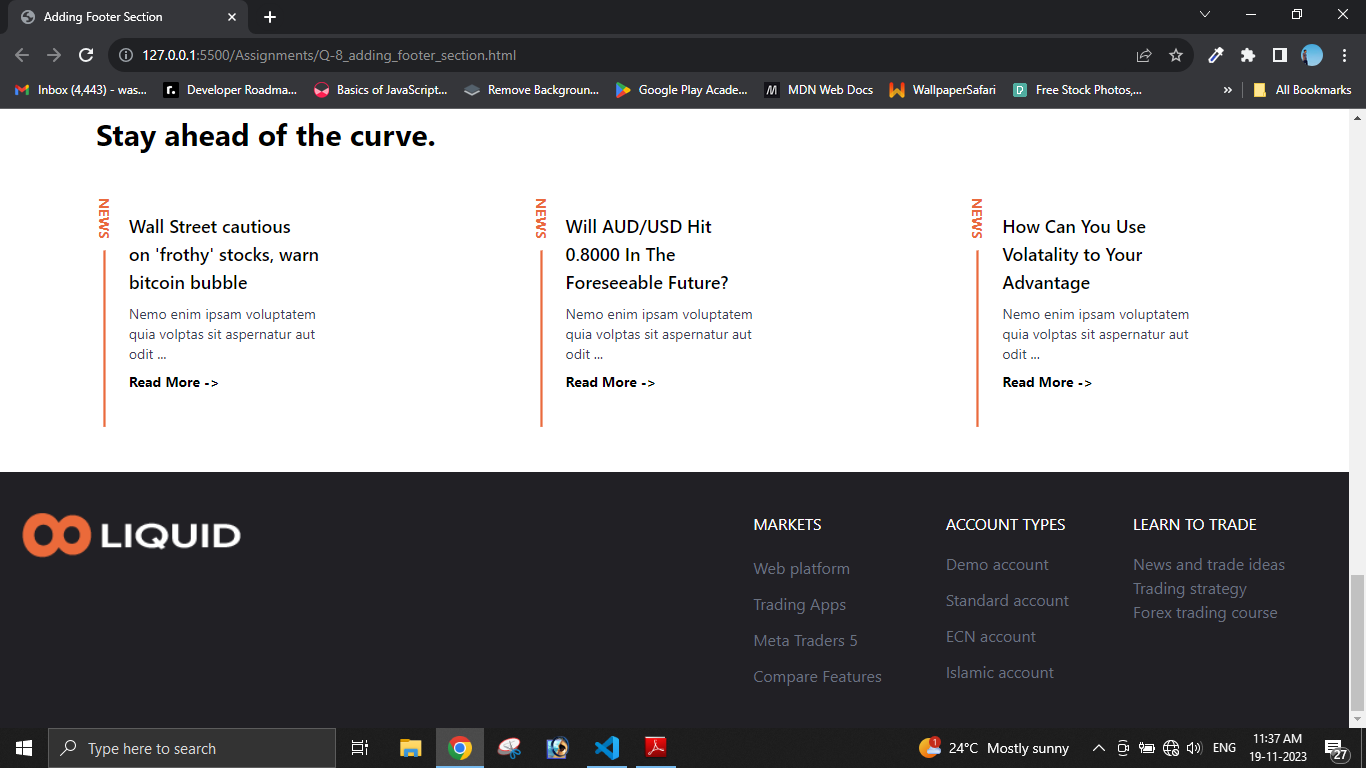 Adding Footer Section
127.0.0.1:5500/Assignments/Q-8_adding_footer_section.html
Inbox (4,443) - was... Developer Roadma... Basics of JavaScript... Remove Backgroun... Google Play Acade... MDN Web Docs WallpaperSafari Free Stock Photos,... » All Bookmarks
Stay ahead of the curve.
NEWS
Wall Street cautious
on 'frothy' stocks, warn
bitcoin bubble
Nemo enim ipsam voluptatem
quia volptas sit aspernatur aut
odit ...
Read More ->
NEWS
Will AUD/USD Hit
0.8000 In The
Foreseeable Future?
Nemo enim ipsam voluptatem
quia volptas sit aspernatur aut
odit ...
Read More ->
NEWS
How Can You Use
Volatality to Your
Advantage
Nemo enim ipsam voluptatem
quia volptas sit aspernatur aut
odit ...
Read More ->
LIQUID
MARKETS
Web platform
Trading Apps
Meta Traders 5
Compare Features
ACCOUNT TYPES
Demo account
Standard account
ECN account
Islamic account
LEARN TO TRADE
News and trade ideas
Trading strategy
Forex trading course
Type here to search
1
24°C Mostly sunny
ENG
11:37 AM
19-11-2023
27